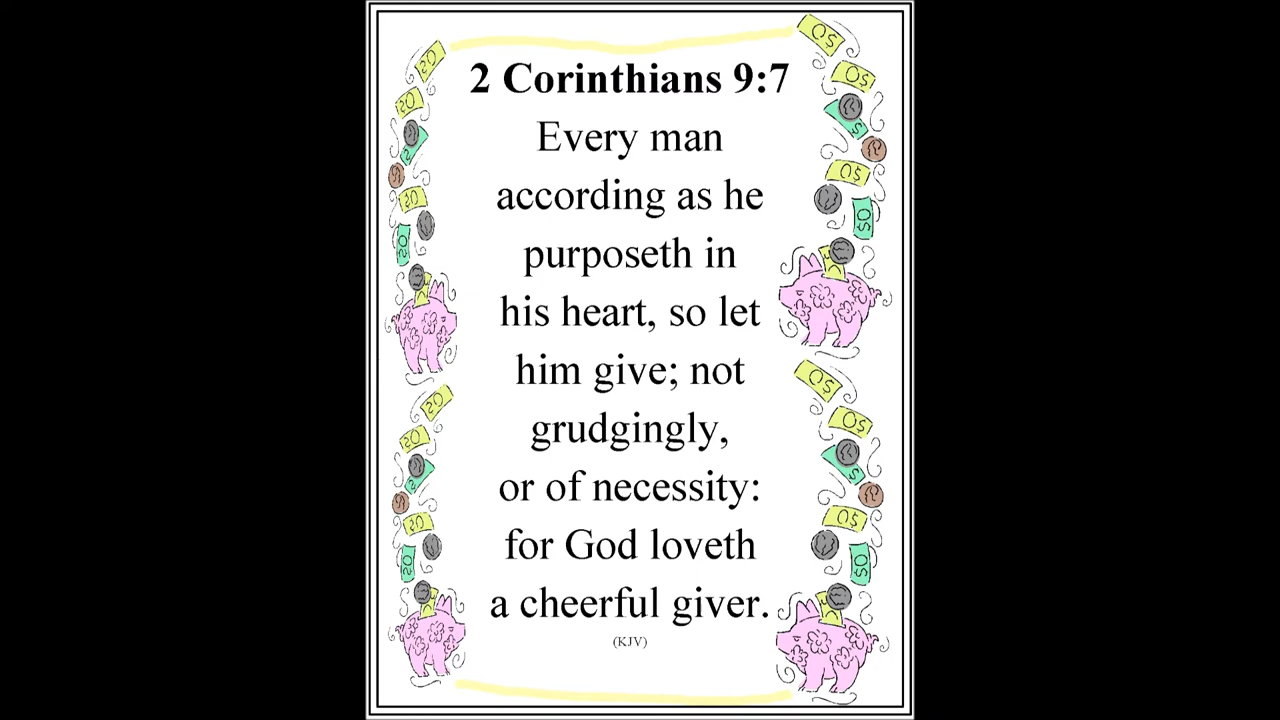 2 Corinthians 9:7
Every man
according as he
purposeth in
his heart, so let
him give; not
grudgingly,
or of necessity:
for God loveth
a cheerful giver.
(KJV)